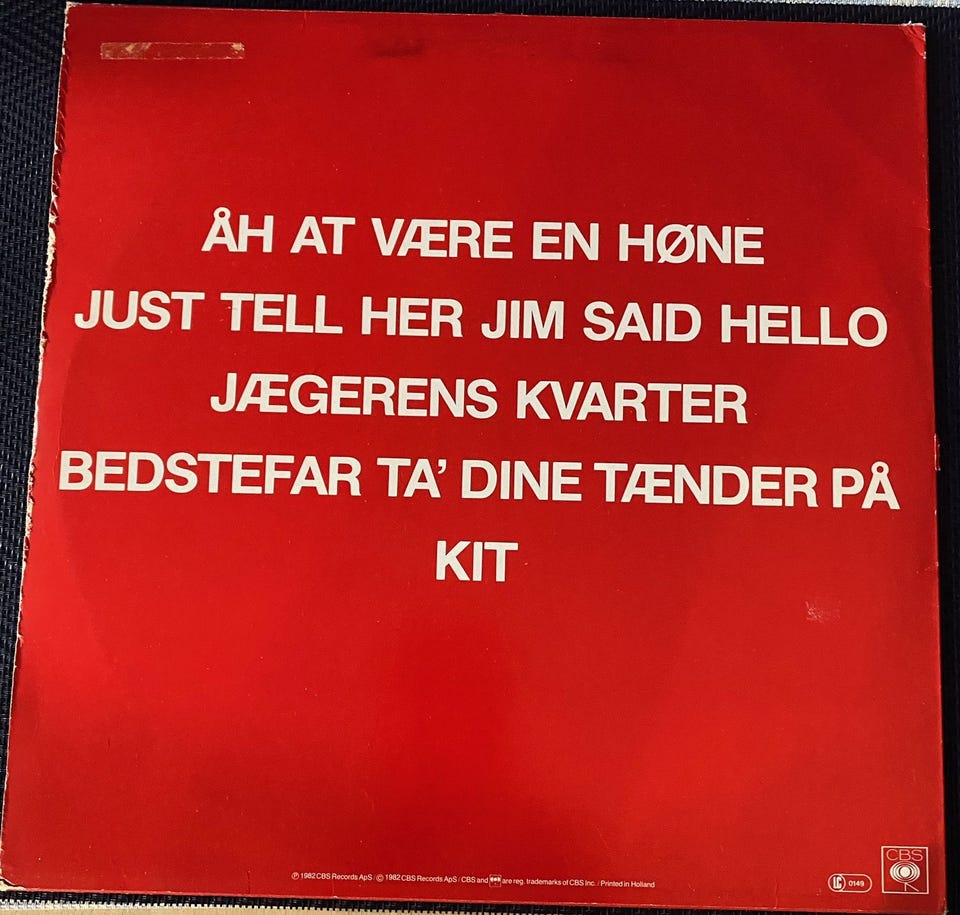 ÅH AT VÆRE EN HØNE
JUST TELL HER JIM SAID HELLO
JÆGERENS KVARTER
BEDSTEFAR TA’ DINE TÆNDER PÅ
KIT
CBS
℗ 1982 CBS Records ApS / © 1982 CBS Records ApS / CBS and are reg. trademarks of CBS Inc. / Printed in Holland
LC 0149